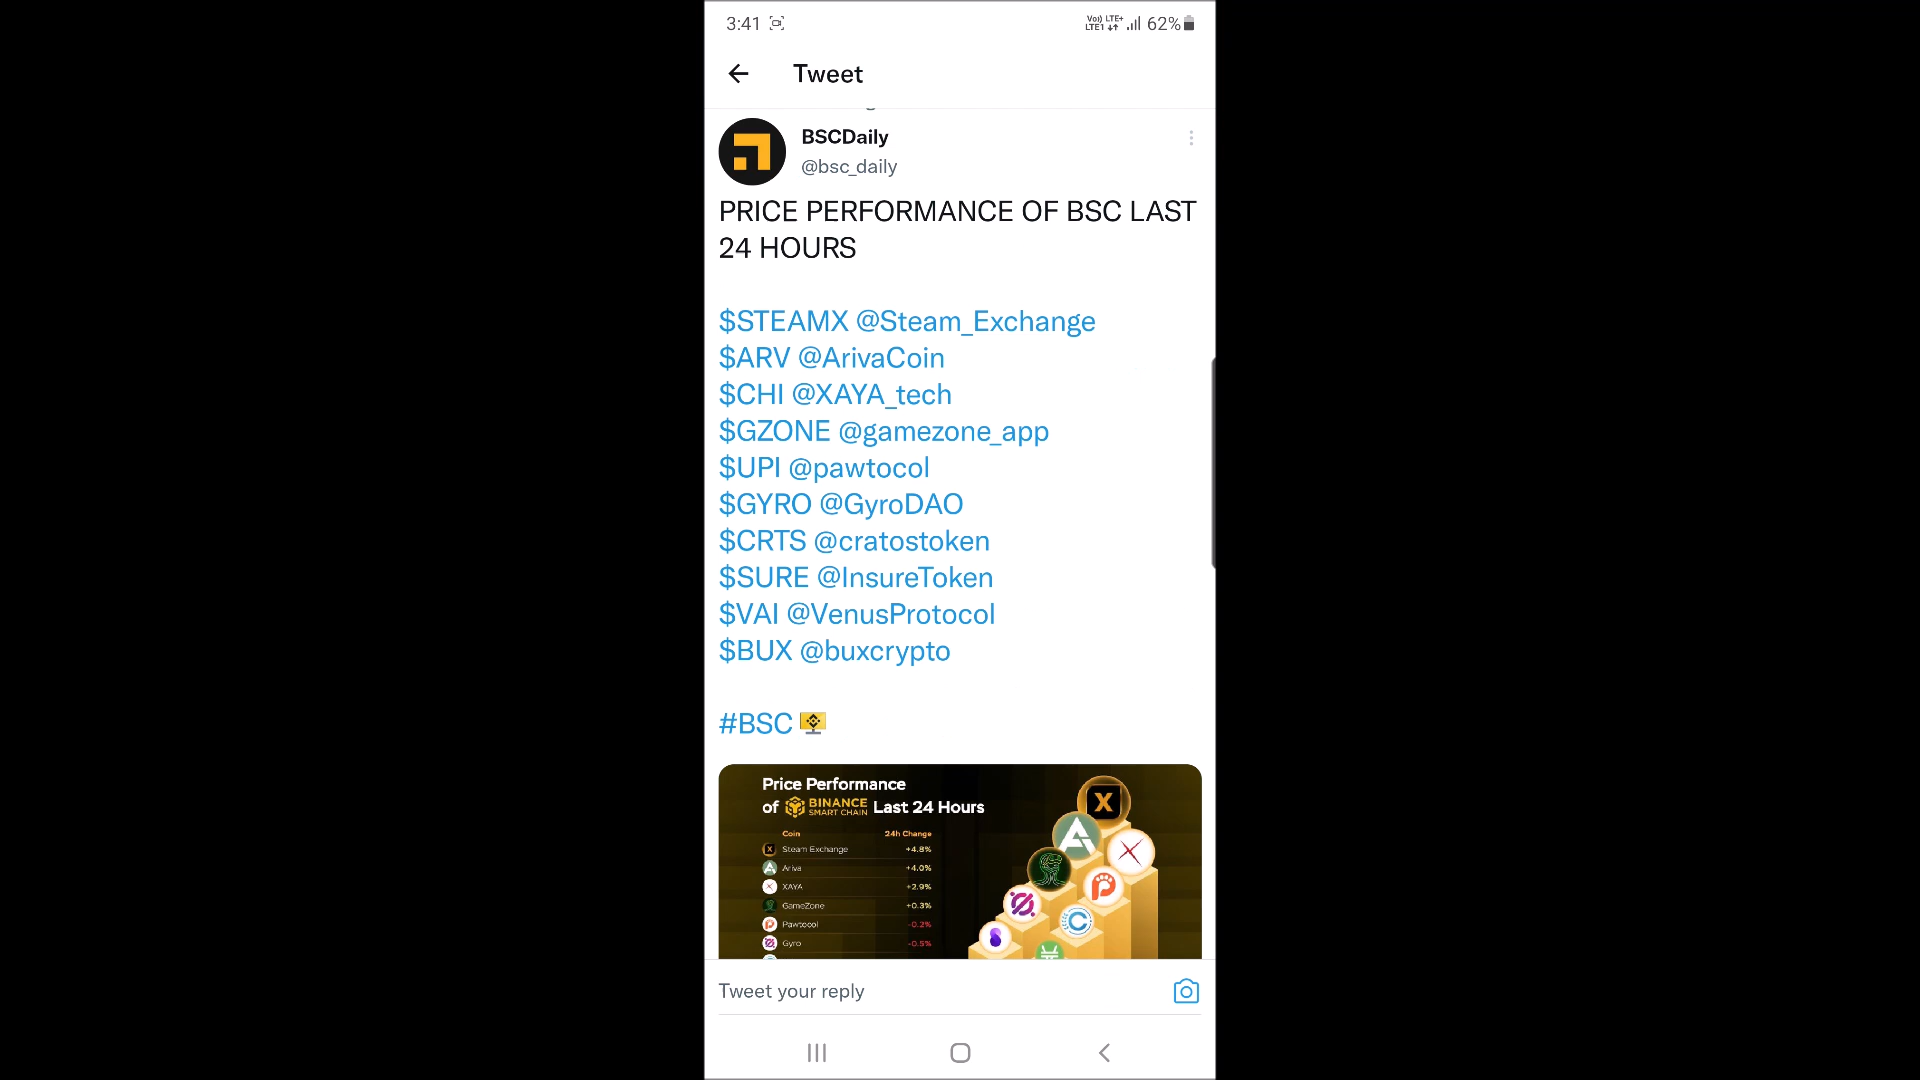 3:41 Vo)) LTE+ LTE1 62%
Tweet
BSCDaily
@bsc_daily
PRICE PERFORMANCE OF BSC LAST
24 HOURS
$STEAMX @Steam_Exchange
$ARV @ArivaCoin
$CHI @XAYA_tech
$GZONE @gamezone_app
$UPI @pawtocol
$GYRO @GyroDAO
$CRTS @cratostoken
$SURE @InsureToken
$VAI @VenusProtocol
$BUX @buxcrypto
#BSC
Price Performance
of BINANCE SMART CHAIN Last 24 Hours
Coin 24h Change
Steam Exchange +4.8%
Ariva +4.0%
XAYA +2.9%
GameZone +0.3%
Pawtocol -0.2%
Gyro -0.5%
Tweet your reply